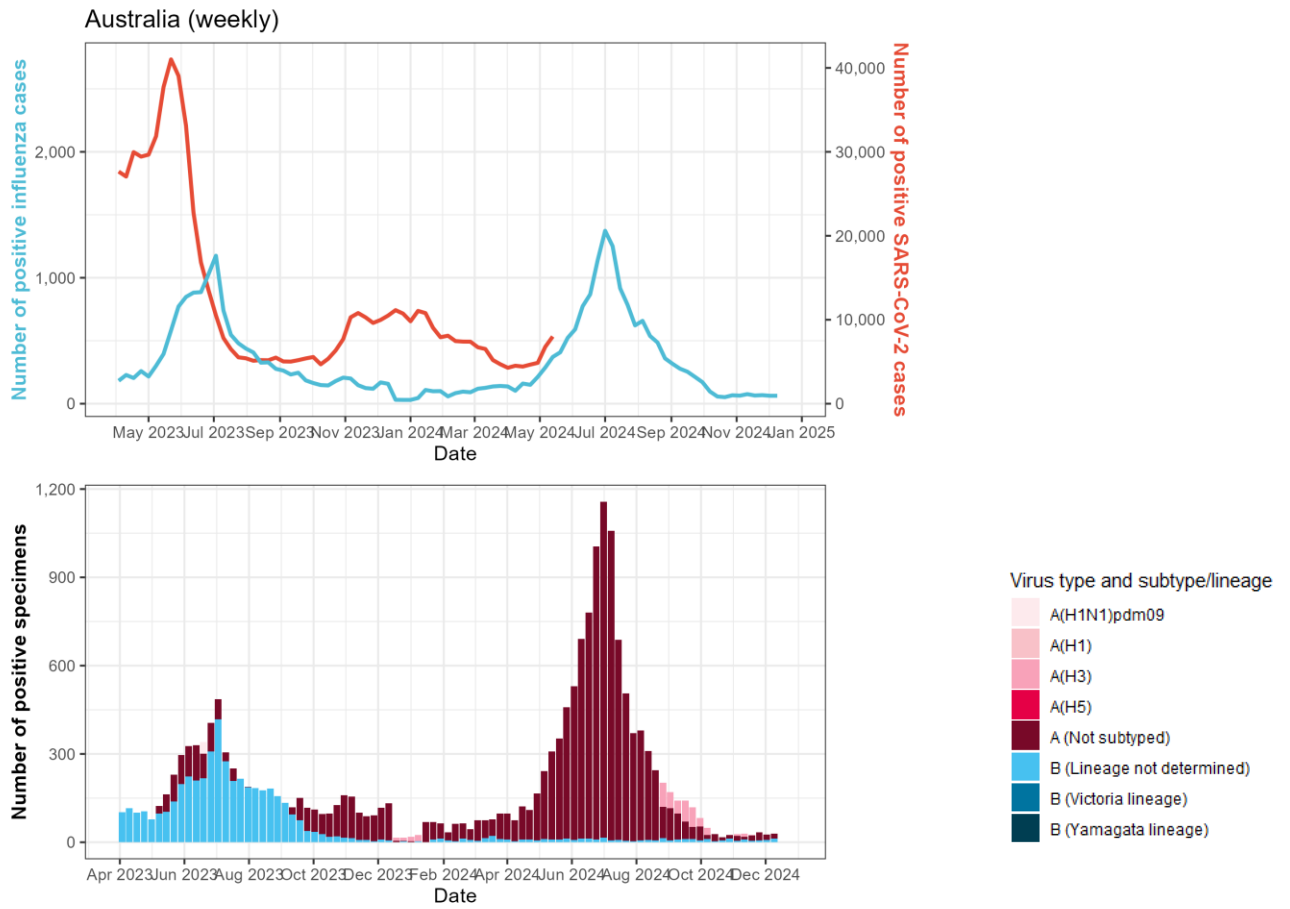 Australia (weekly)
Number of positive influenza cases
2,000
1,000
0
40,000
30,000
20,000
10,000
0
Number of positive SARS-CoV-2 cases
May 2023 Jul 2023 Sep 2023 Nov 2023 Jan 2024 Mar 2024 May 2024 Jul 2024 Sep 2024 Nov 2024 Jan 2025
Date
Number of positive specimens
1,200
900
600
300
0
Apr 2023 Jun 2023 Aug 2023 Oct 2023 Dec 2023 Feb 2024 Apr 2024 Jun 2024 Aug 2024 Oct 2024 Dec 2024
Date
Virus type and subtype/lineage
A(H1N1)pdm09
A(H1)
A(H3)
A(H5)
A (Not subtyped)
B (Lineage not determined)
B (Victoria lineage)
B (Yamagata lineage)